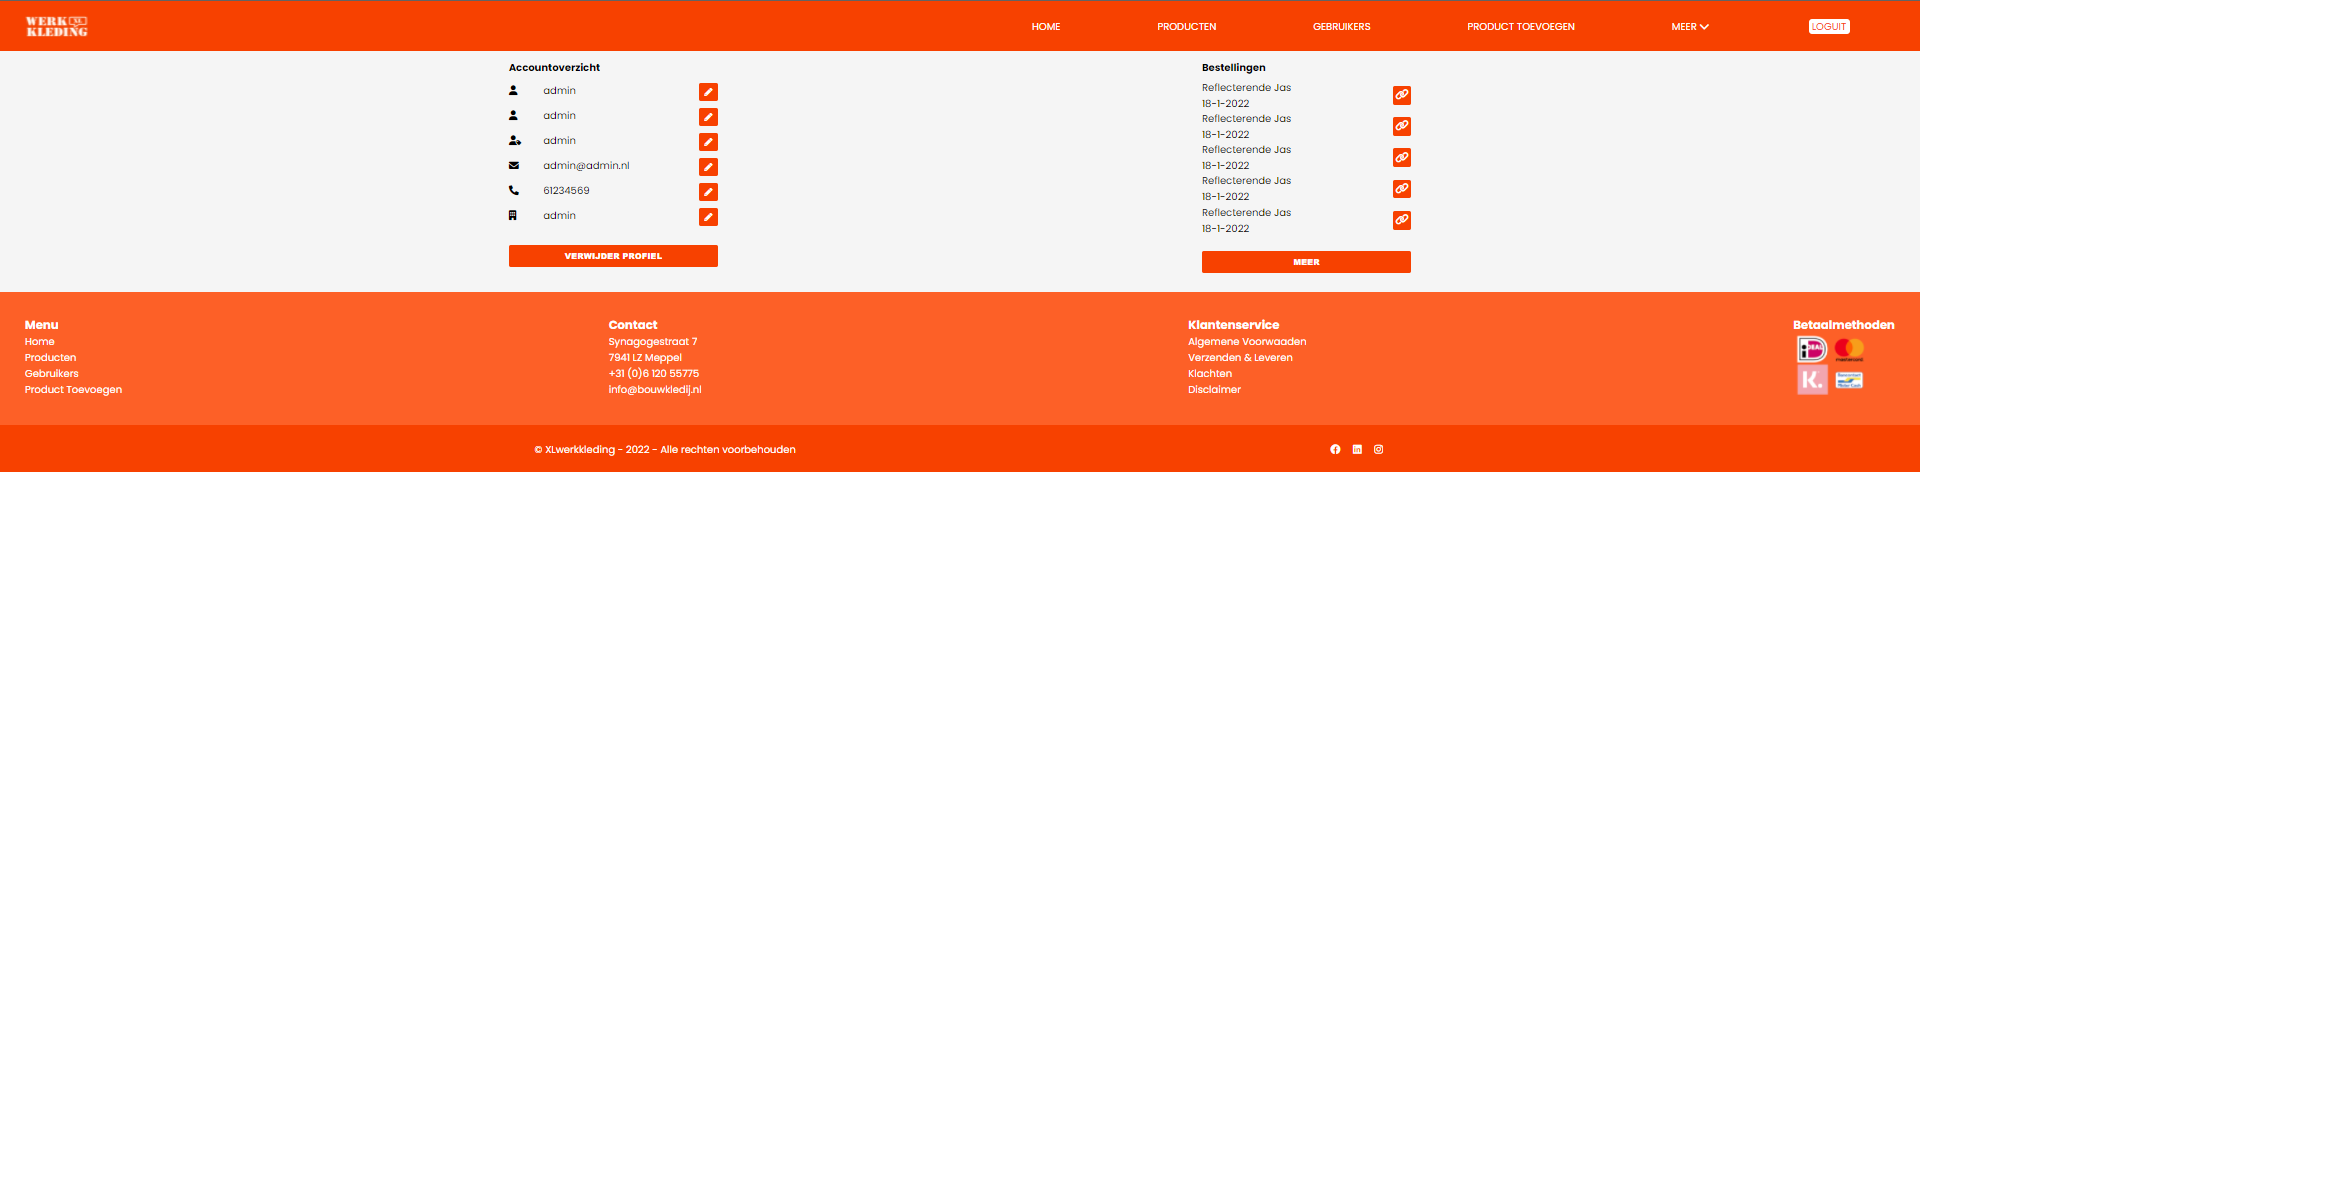 WERK XL
KLEDING
HOME
PRODUCTEN
GEBRUIKERS
PRODUCT TOEVOEGEN
MEER
LOGUIT
Accountoverzicht
admin
admin
admin
admin@admin.nl
61234569
admin
VERWIJDER PROFIEL
Bestellingen
Reflecterende Jas
18-1-2022
Reflecterende Jas
18-1-2022
Reflecterende Jas
18-1-2022
Reflecterende Jas
18-1-2022
Reflecterende Jas
18-1-2022
MEER
Menu
Home
Producten
Gebruikers
Product Toevoegen
Contact
Synagogestraat 7
7941 LZ Meppel
+31 (0)6 120 55775
info@bouwkledij.nl
Klantenservice
Algemene Voorwaaden
Verzenden & Leveren
Klachten
Disclaimer
Betaalmethoden
iDEAL
mastercard
K.
© XLwerkkleding - 2022 - Alle rechten voorbehouden